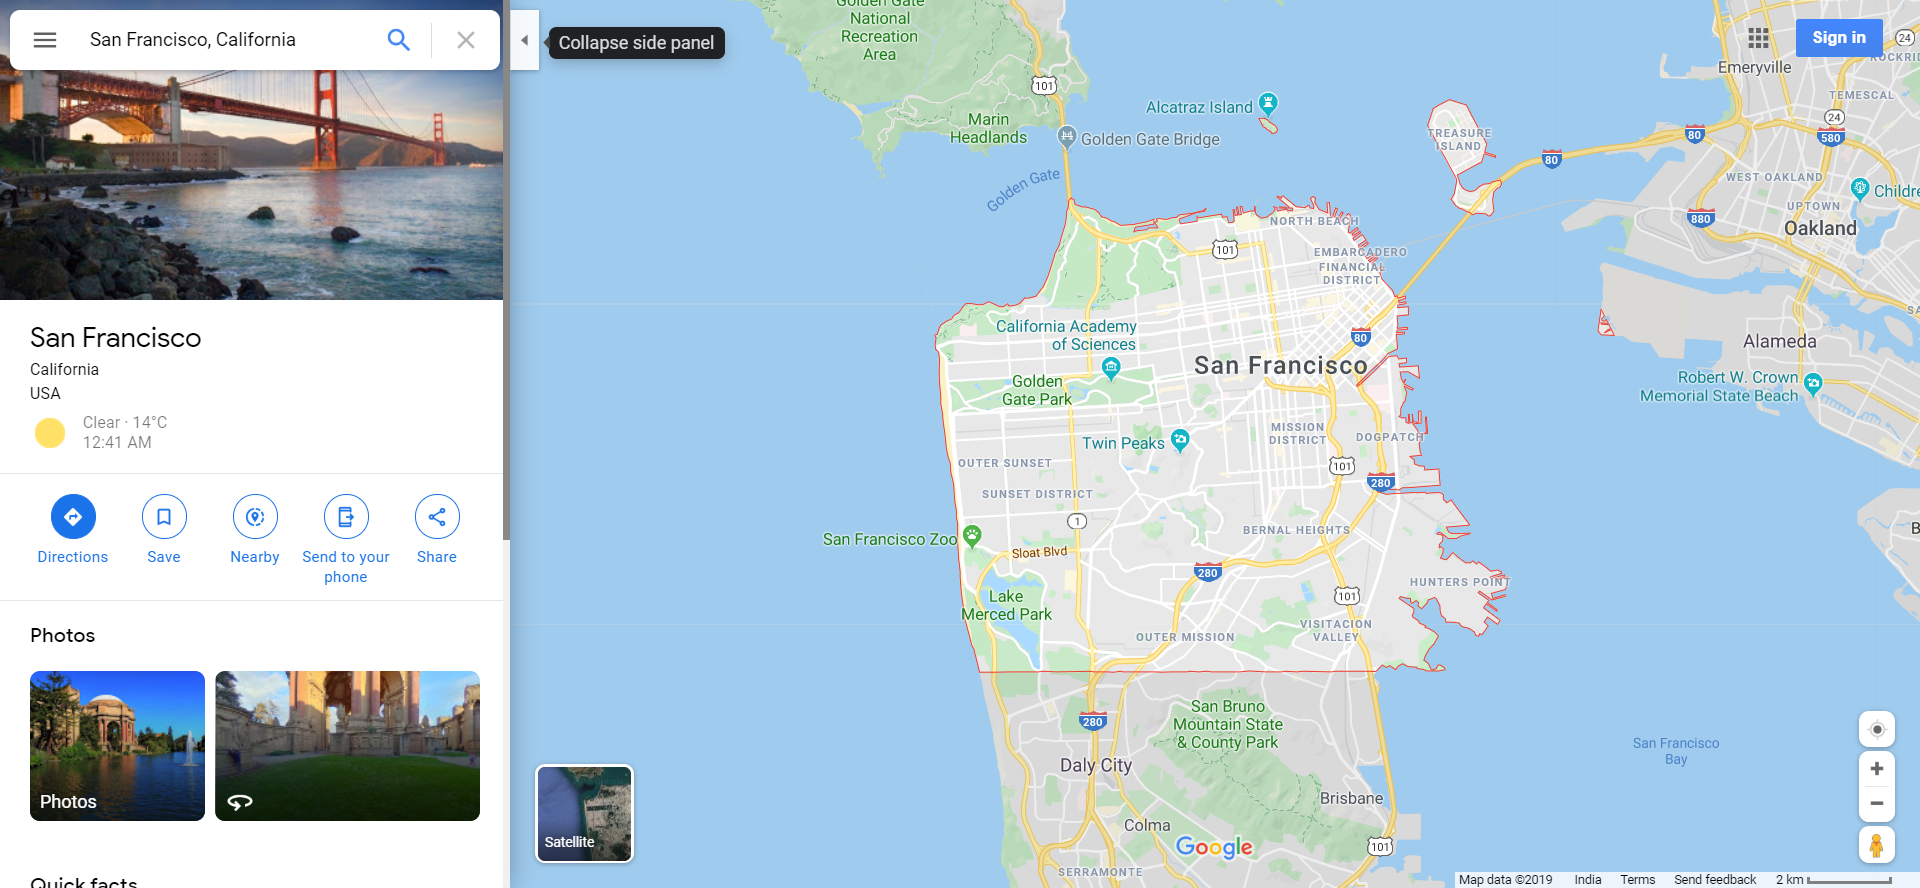 San Francisco, California
Collapse side panel
San Francisco
California
USA
Clear · 14°C
12:41 AM
Directions
Save
Nearby
Send to your
phone
Share
Photos
Photos
Quick facts
Satellite
Golden Gate
National
Recreation
Area
101
Marin
Headlands
Alcatraz Island
Golden Gate Bridge
Golden Gate
TREASURE
ISLAND
80
80
Emeryville
Sign in
24
TEMESCAL
24
580
WEST OAKLAND
Childre
UPTOWN
880
Oakland
NORTH BEACH
101
EMBARCADERO
FINANCIAL
DISTRICT
California Academy
of Sciences
80
San Francisco
Golden
Gate Park
Alameda
Robert W. Crown
Memorial State Beach
Twin Peaks
MISSION
DISTRICT
DOGPATCH
OUTER SUNSET
101
280
SUNSET DISTRICT
1
BERNAL HEIGHTS
San Francisco Zoo
Sloat Blvd
280
HUNTERS POINT
Lake
Merced Park
101
VISITACION
VALLEY
OUTER MISSION
San Bruno
Mountain State
& County Park
280
Daly City
San Francisco
Bay
Brisbane
Colma
Google
101
SERRAMONTE
Map data ©2019 India Terms Send feedback 2 km